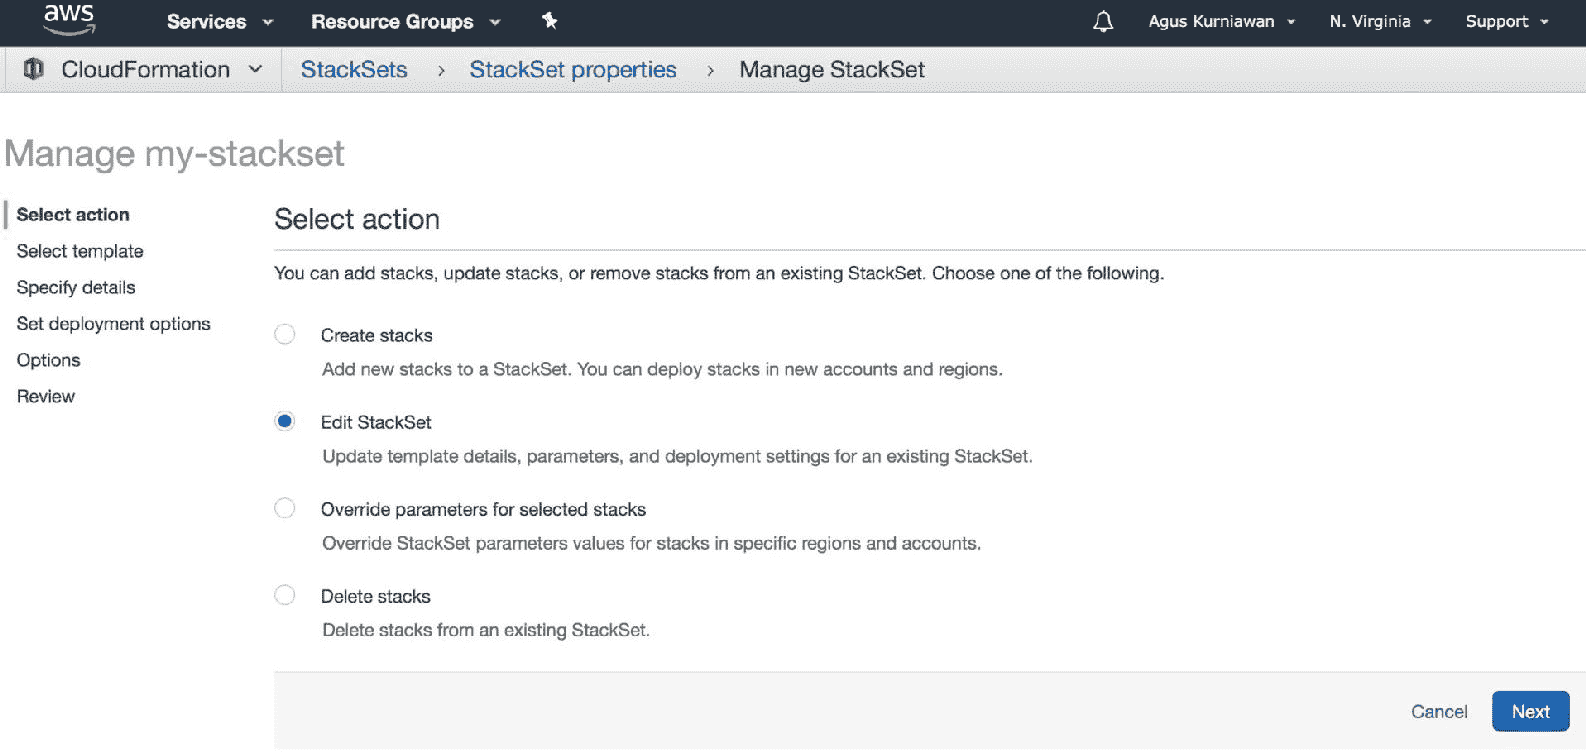 aws Services Resource Groups Agus Kurniawan N. Virginia Support
CloudFormation StackSets > StackSet properties > Manage StackSet
Manage my-stackset
Select action
Select template
Specify details
Set deployment options
Options
Review
Select action
You can add stacks, update stacks, or remove stacks from an existing StackSet. Choose one of the following.
Create stacks
Add new stacks to a StackSet. You can deploy stacks in new accounts and regions.
Edit StackSet
Update template details, parameters, and deployment settings for an existing StackSet.
Override parameters for selected stacks
Override StackSet parameters values for stacks in specific regions and accounts.
Delete stacks
Delete stacks from an existing StackSet.
Cancel Next